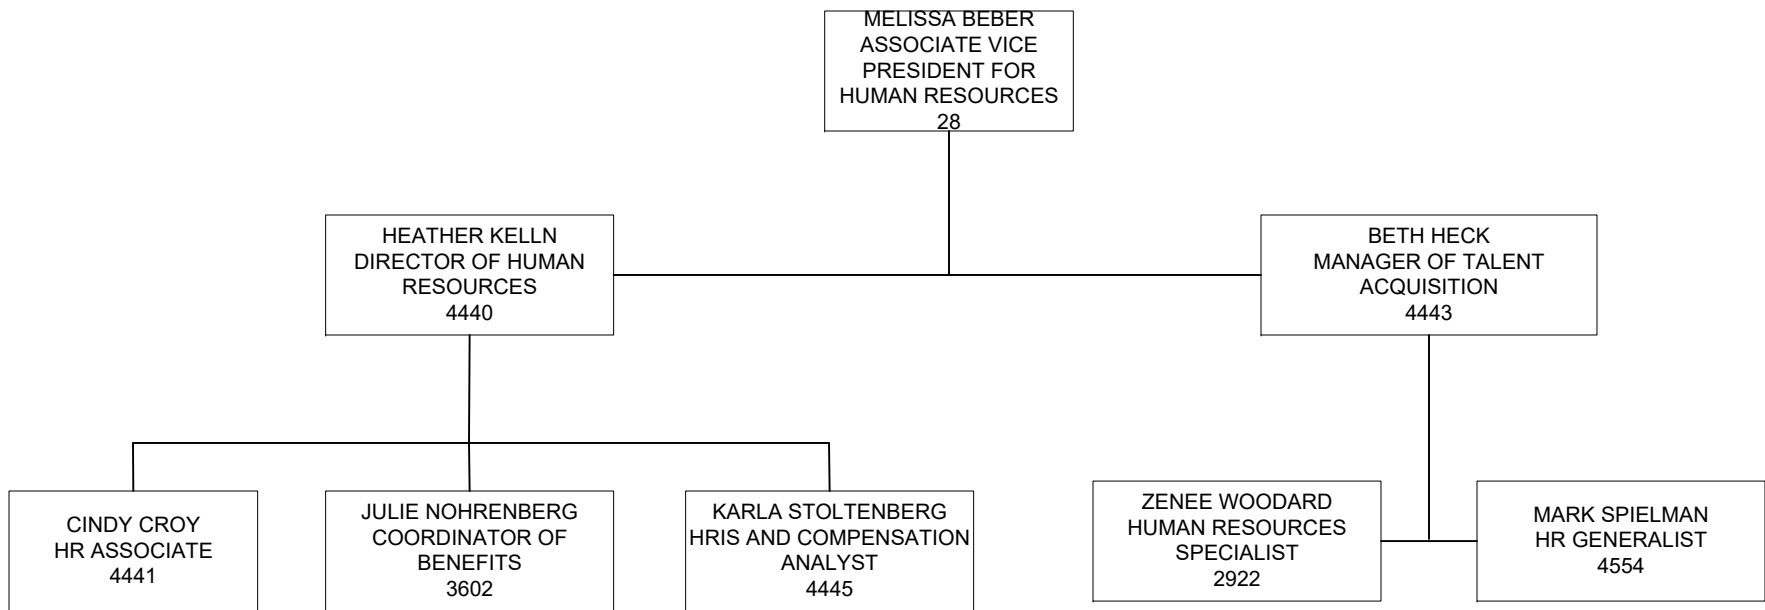 MELISSA BEBER
ASSOCIATE VICE
PRESIDENT FOR
HUMAN RESOURCES
28
HEATHER KELLN
DIRECTOR OF HUMAN
RESOURCES
4440
BETH HECK
MANAGER OF TALENT
ACQUISITION
4443
CINDY CROY
HR ASSOCIATE
4441
JULIE NOHRENBERG
COORDINATOR OF
BENEFITS
3602
KARLA STOLTENBERG
HRIS AND COMPENSATION
ANALYST
4445
ZENEE WOODARD
HUMAN RESOURCES
SPECIALIST
2922
MARK SPIELMAN
HR GENERALIST
4554